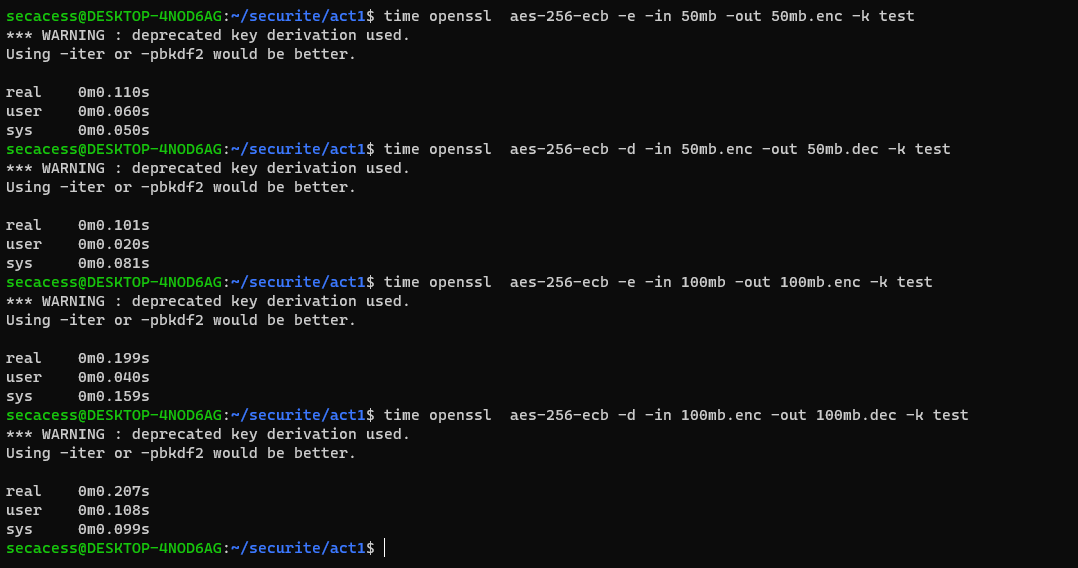 secacess@DESKTOP-4NOD6AG:~/securite/act1$ time openssl  aes-256-ecb -e -in 50mb -out 50mb.enc -k test
*** WARNING : deprecated key derivation used.
Using -iter or -pbkdf2 would be better.

real    0m0.110s
user    0m0.060s
sys     0m0.050s
secacess@DESKTOP-4NOD6AG:~/securite/act1$ time openssl  aes-256-ecb -d -in 50mb.enc -out 50mb.dec -k test
*** WARNING : deprecated key derivation used.
Using -iter or -pbkdf2 would be better.

real    0m0.101s
user    0m0.020s
sys     0m0.081s
secacess@DESKTOP-4NOD6AG:~/securite/act1$ time openssl  aes-256-ecb -e -in 100mb -out 100mb.enc -k test
*** WARNING : deprecated key derivation used.
Using -iter or -pbkdf2 would be better.

real    0m0.199s
user    0m0.040s
sys     0m0.159s
secacess@DESKTOP-4NOD6AG:~/securite/act1$ time openssl  aes-256-ecb -d -in 100mb.enc -out 100mb.dec -k test
*** WARNING : deprecated key derivation used.
Using -iter or -pbkdf2 would be better.

real    0m0.207s
user    0m0.108s
sys     0m0.099s
secacess@DESKTOP-4NOD6AG:~/securite/act1$